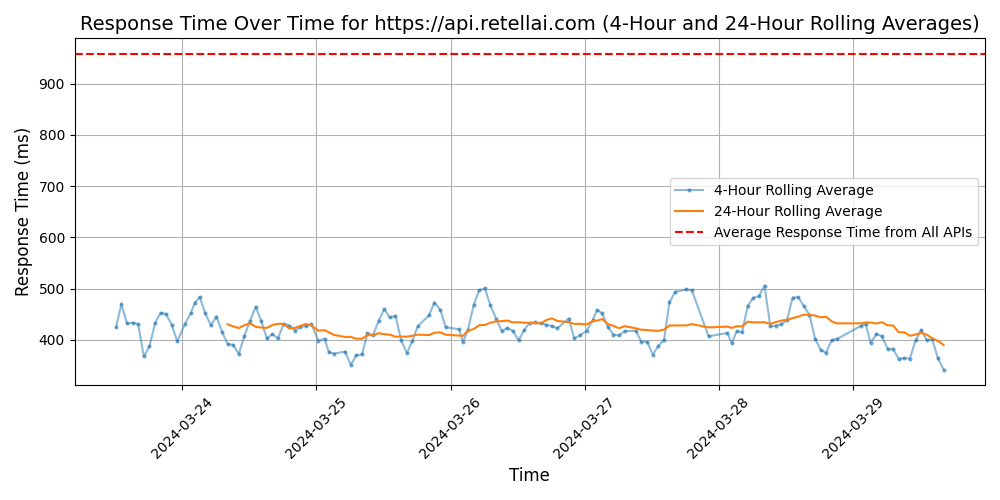 Response Time Over Time for https://api.retellai.com (4-Hour and 24-Hour Rolling Averages)
Response Time (ms)
900
800
700
600
500
400
4-Hour Rolling Average
24-Hour Rolling Average
Average Response Time from All APIs
2024-03-24
2024-03-25
2024-03-26
2024-03-27
2024-03-28
2024-03-29
Time